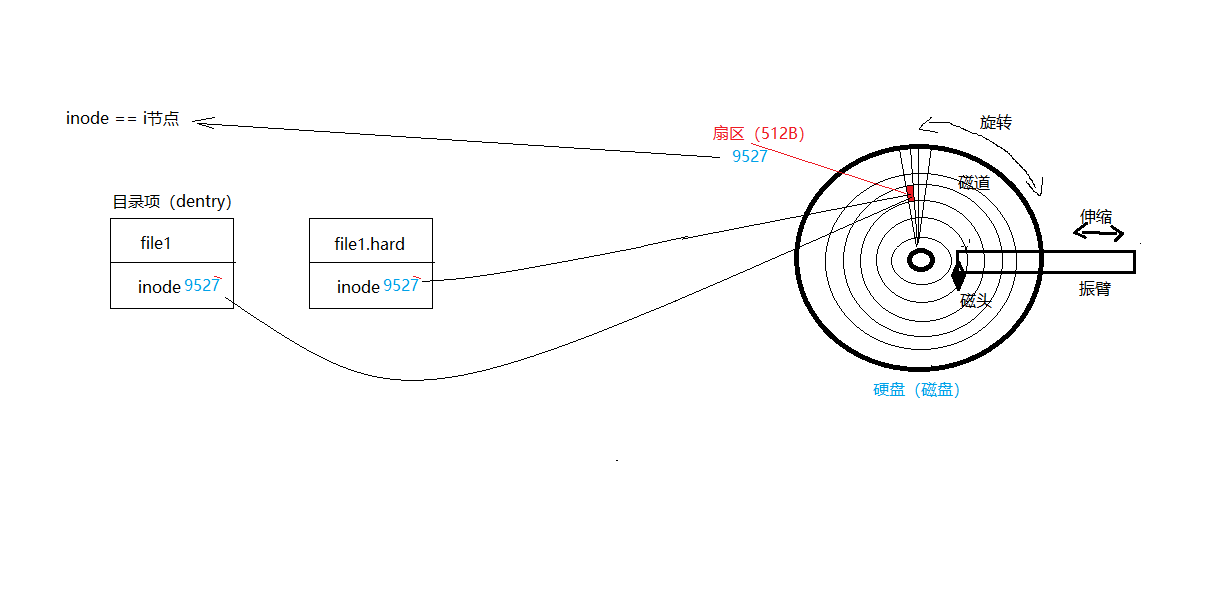 inode == i节点
扇区（512B）
9527
旋转
磁道
伸缩
振臂
磁头
硬盘（磁盘）
目录项（dentry）
file1
inode 9527
file1.hard
inode 9527